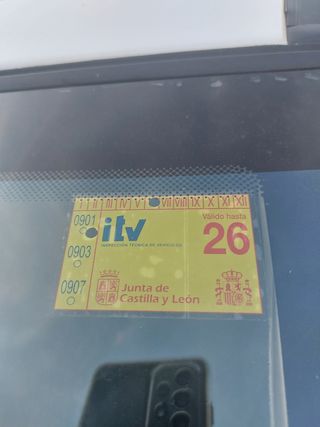 I II III IV V VII VIII IX X XI XII
0901
0903
0907
itv
INSPECCIÓN TÉCNICA DE VEHÍCULOS
Válido hasta
26
Junta de
Castilla y León